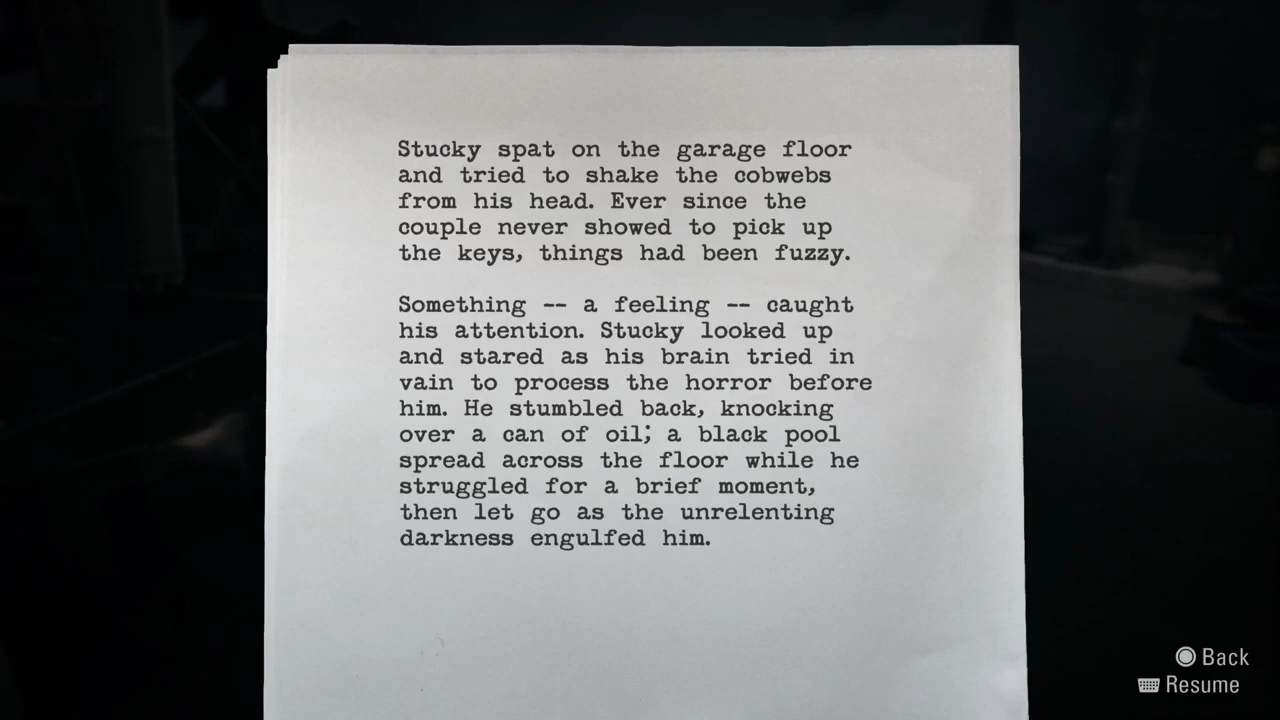 Stucky spat on the garage floor
and tried to shake the cobwebs
from his head. Ever since the
couple never showed to pick up
the keys, things had been fuzzy.
Something -- a feeling -- caught
his attention. Stucky looked up
and stared as his brain tried in
vain to process the horror before
him. He stumbled back, knocking
over a can of oil; a black pool
spread across the floor while he
struggled for a brief moment,
then let go as the unrelenting
darkness engulfed him.
Back
Resume